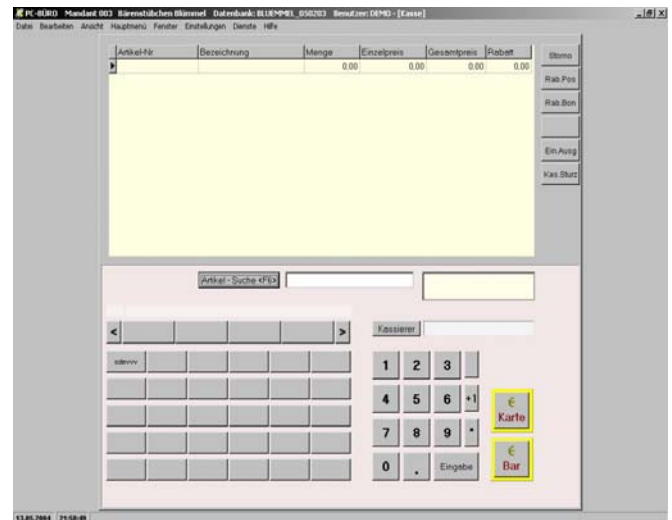 PC-BÜRO Mandant 003 Bärenstübchen Blümmel Datenbank: BLUEMMEL_050203 Benutzer: DEMO - [Kasse]
Datei Bearbeiten Ansicht Hauptmenü Fenster Einstellungen Dienste Hilfe
Artikel-Nr Bezeichnung Menge Einzelpreis Gesamtpreis Rabatt
0.00 0.00 0.00 0.00
Storno
Rab.Pos
Rab.Bon
Ein.Ausg
Kas.Sturz
Artikel - Suche <F6>
< >
Kassierer
1 2 3
4 5 6 +1
7 8 9 *
0 . Eingabe
€
Karte
€
Bar
13.05.2004 21:58:49